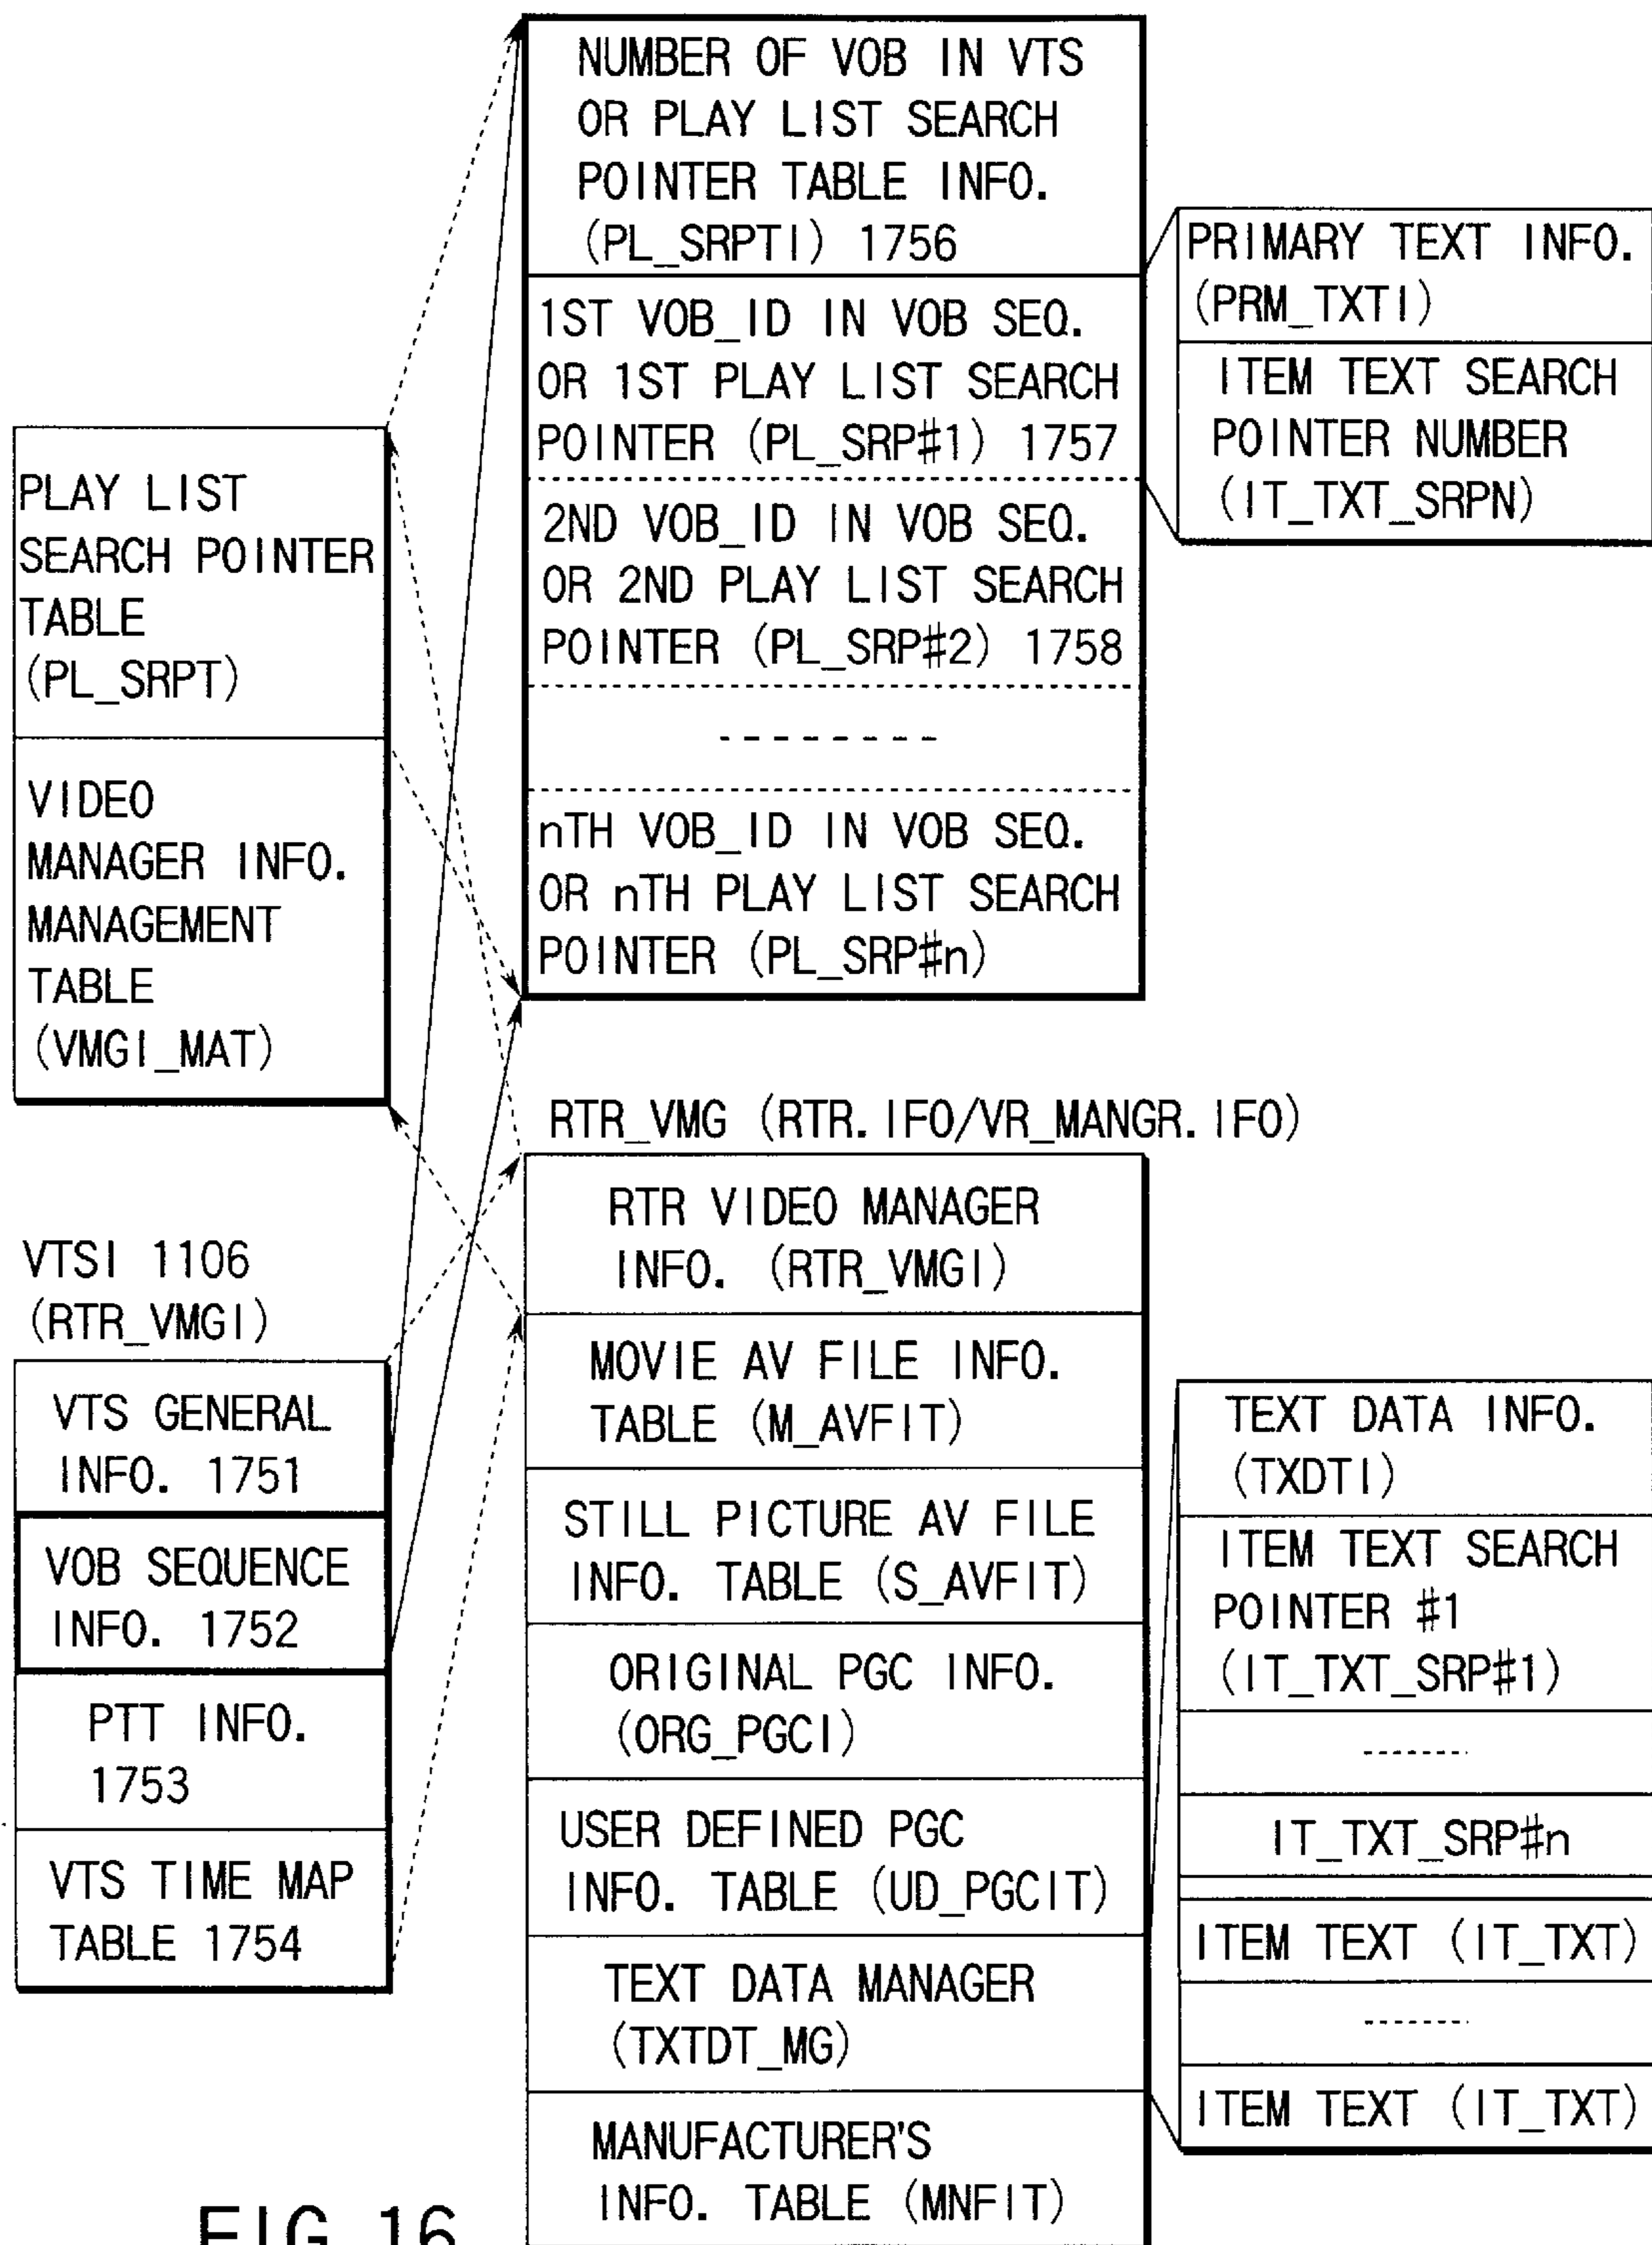 NUMBER OF VOB IN VTS
OR PLAY LIST SEARCH
POINTER TABLE INFO.
(PL_SRPTI) 1756
1ST VOB_ID IN VOB SEQ.
OR 1ST PLAY LIST SEARCH
POINTER (PL_SRP#1) 1757
2ND VOB_ID IN VOB SEQ.
OR 2ND PLAY LIST SEARCH
POINTER (PL_SRP#2) 1758
nTH VOB_ID IN VOB SEQ.
OR nTH PLAY LIST SEARCH
POINTER (PL_SRP#n)
PRIMARY TEXT INFO.
(PRM_TXTI)
ITEM TEXT SEARCH
POINTER NUMBER
(IT_TXT_SRPN)
PLAY LIST
SEARCH POINTER
TABLE
(PL_SRPT)
VIDEO
MANAGER INFO.
MANAGEMENT
TABLE
(VMGI_MAT)
VTSI 1106
(RTR_VMGI)
VTS GENERAL
INFO. 1751
VOB SEQUENCE
INFO. 1752
PTT INFO.
1753
VTS TIME MAP
TABLE 1754
RTR_VMG (RTR.IFO/VR_MANGR.IFO)
RTR VIDEO MANAGER
INFO. (RTR_VMGI)
MOVIE AV FILE INFO.
TABLE (M_AVFIT)
STILL PICTURE AV FILE
INFO. TABLE (S_AVFIT)
ORIGINAL PGC INFO.
(ORG_PGCI)
USER DEFINED PGC
INFO. TABLE (UD_PGCIT)
TEXT DATA MANAGER
(TXTDT_MG)
MANUFACTURER'S
INFO. TABLE (MNFIT)
TEXT DATA INFO.
(TXDTI)
ITEM TEXT SEARCH
POINTER #1
(IT_TXT_SRP#1)
IT_TXT_SRP#n
ITEM TEXT (IT_TXT)
ITEM TEXT (IT_TXT)
FIG. 16